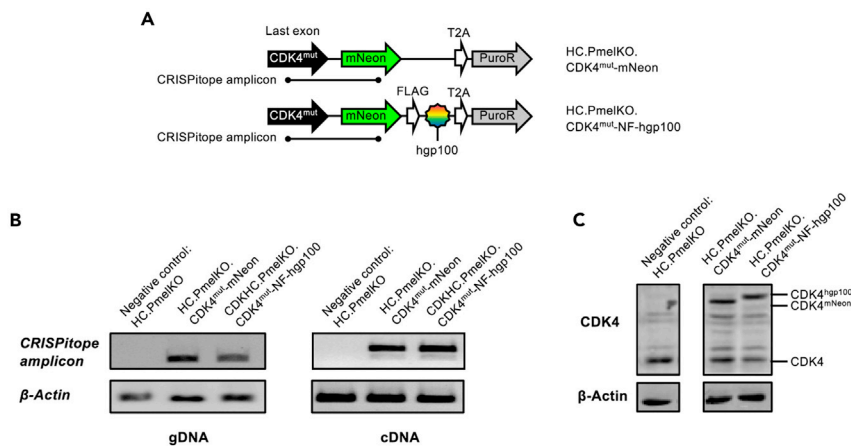 A
Last exon
T2A
CDK4mut
mNeon
PuroR
HC.PmelKO.
CDK4mut-mNeon
CRISPitope amplicon
FLAG
T2A
CDK4mut
mNeon
PuroR
HC.PmelKO.
CDK4mut-NF-hgp100
CRISPitope amplicon
hgp100
B
Negative control:
HC.PmelKO
HC.PmelKO.
CDK4mut-mNeon
CDKHC.PmelKO.
CDK4mut-NF-hgp100
Negative control:
HC.PmelKO
HC.PmelKO.
CDK4mut-mNeon
CDKHC.PmelKO.
CDK4mut-NF-hgp100
CRISPitope
amplicon
β-Actin
gDNA
cDNA
C
Negative control:
HC.PmelKO
HC.PmelKO.
CDK4mut-mNeon
HC.PmelKO.
CDK4mut-NF-hgp100
CDK4
CDK4hgp100
CDK4mNeon
CDK4
β-Actin